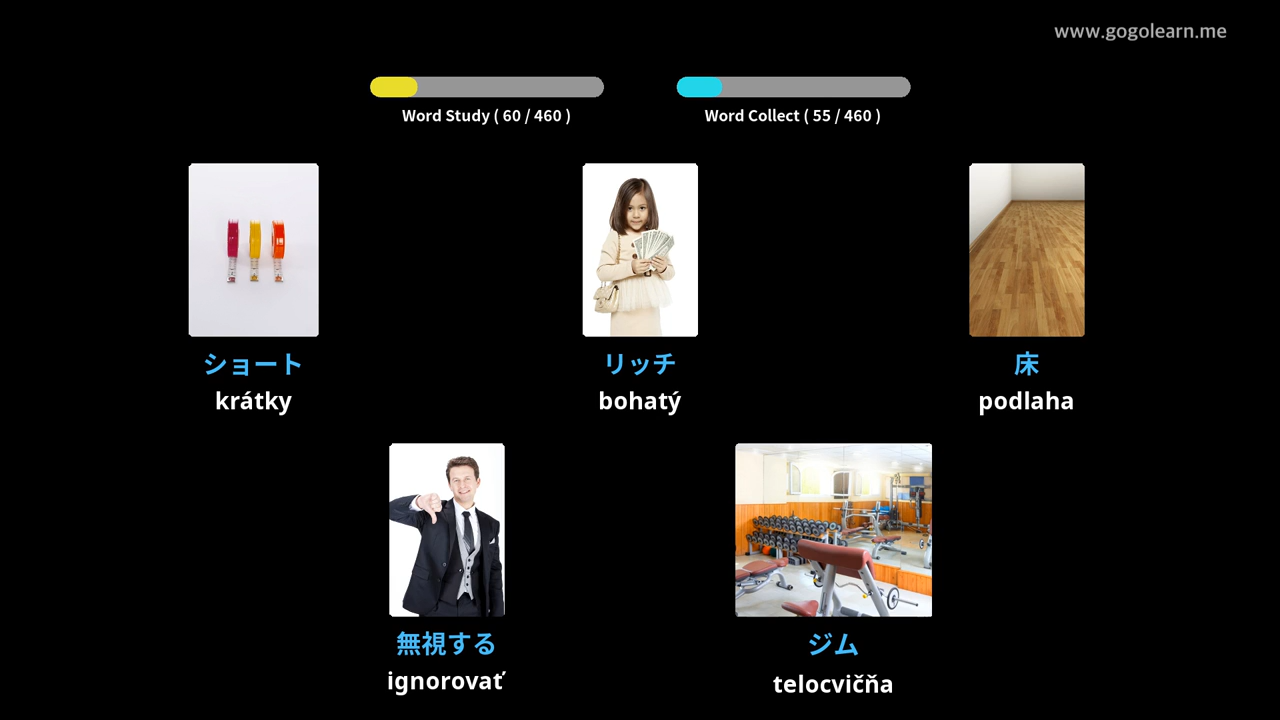 www.gogolearn.me
Word Study ( 60 / 460 )
Word Collect ( 55 / 460 )
ショート
krátky
リッチ
bohatý
床
podlaha
無視する
ignorovať
ジム
telocvičňa